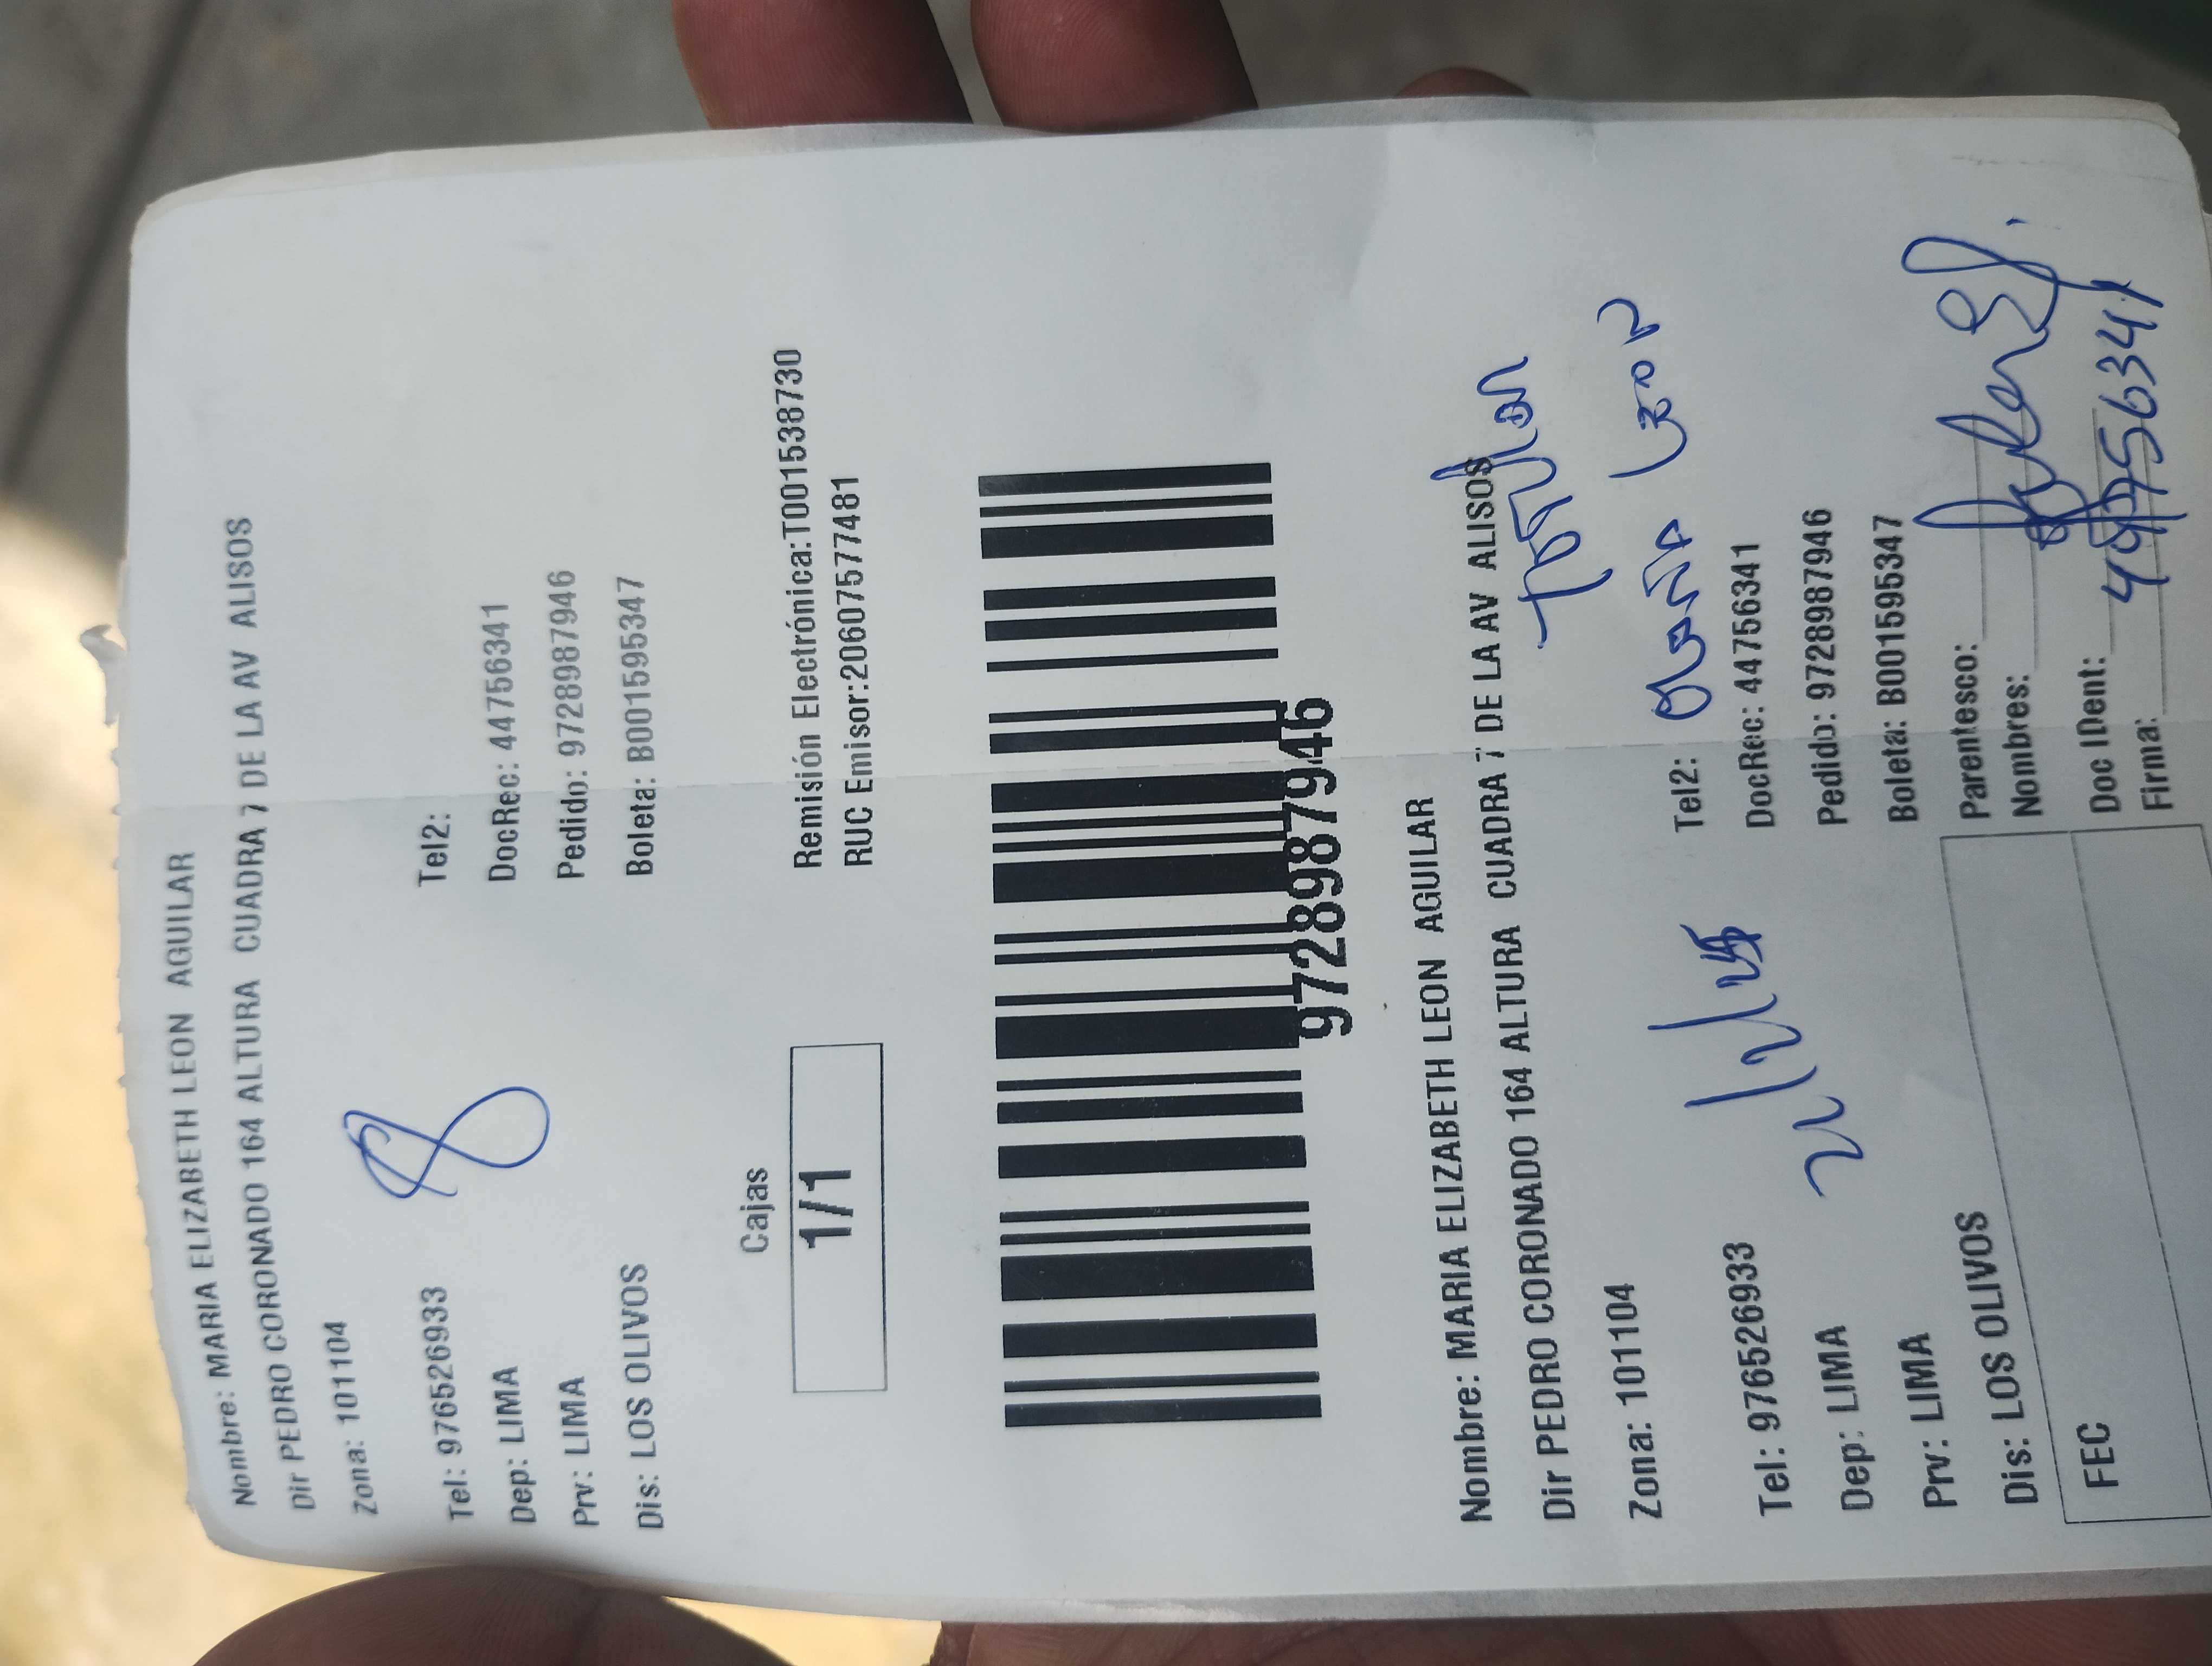 Nombre: MARIA ELIZABETH LEON AGUILAR
Dir PEDRO CORONADO 164 ALTURA CUADRA 7 DE LA AV ALISOS
Zona: 101104
8
Tel: 976526933 Tel2:
Dep: LIMA DocRec: 44756341
Prv: LIMA Pedido: 9728987946
Dis: LOS OLIVOS Boleta: B001595347
Cajas
1/1
Remisión Electrónica:T001538730
RUC Emisor:20607577481
9728987946
Nombre: MARIA ELIZABETH LEON AGUILAR
Dir PEDRO CORONADO 164 ALTURA CUADRA 7 DE LA AV ALISOS
Titular
Zona: 101104
Maria Leon
Tel: 976526933 Tel2:
Dep: LIMA DocRec: 44756341
Prv: LIMA Pedido: 9728987946
Dis: LOS OLIVOS Boleta: B001595347
FEC
Parentesco:
Nombres:
Doc IDent: 44756341
Firma: